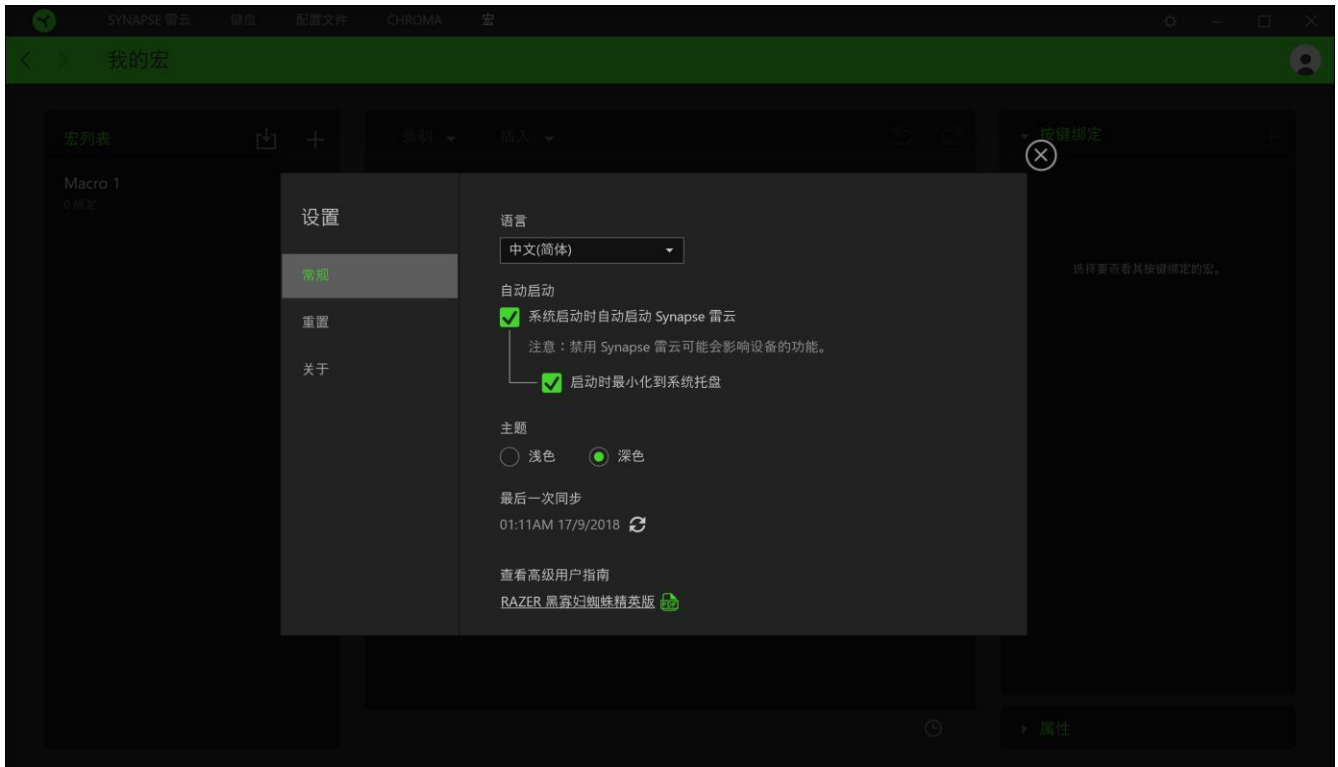 SYNAPSE 雷云 键盘 配置文件 CHROMA 宏
我的宏
宏列表
录制 插入
按键绑定
Macro 1
0 绑定
选择要查看其按键绑定的宏。
设置
常规
重置
关于
语言
中文(简体)
自动启动
系统启动时自动启动 Synapse 雷云
注意：禁用 Synapse 雷云可能会影响设备的功能。
启动时最小化到系统托盘
主题
浅色 深色
最后一次同步
01:11AM 17/9/2018
查看高级用户指南
RAZER 黑寡妇蜘蛛精英版
PDF
属性